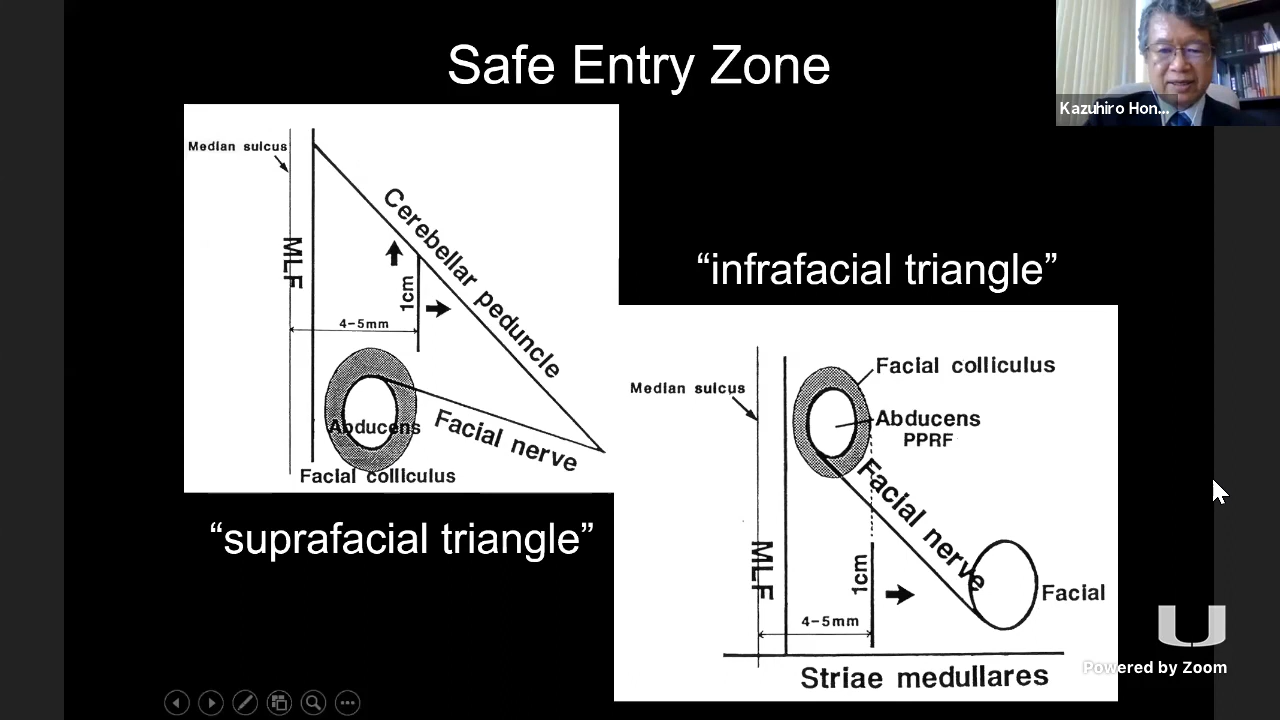 Safe Entry Zone
Kazuhiro Hon...
Median sulcus
MLF
Cerebellar peduncle
1cm
4-5mm
Abducens
Facial nerve
Facial colliculus
“suprafacial triangle”
“infrafacial triangle”
Median sulcus
Facial colliculus
Abducens
PPRF
Facial nerve
MLF
1cm
4-5mm
Facial
Striae medullares
U
Powered by Zoom